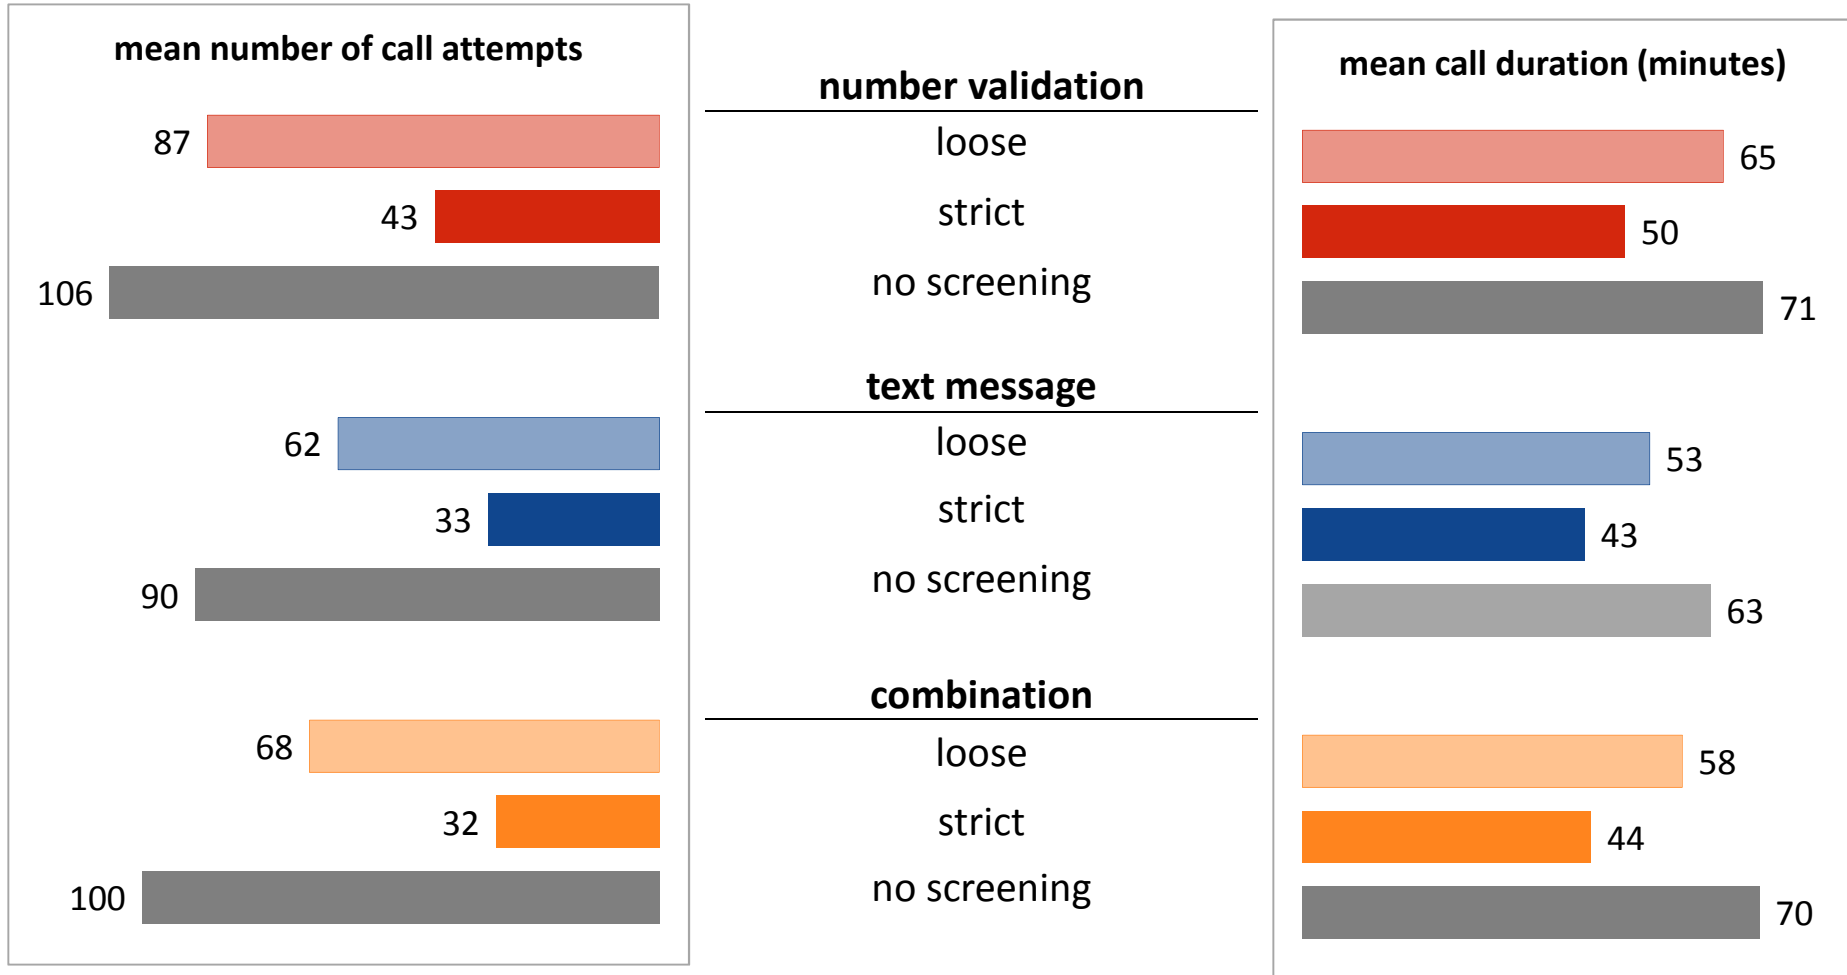 mean number of call attempts
87
43
106
62
33
90
68
32
100
number validation
loose
strict
no screening
text message
loose
strict
no screening
combination
loose
strict
no screening
mean call duration (minutes)
65
50
71
53
43
63
58
44
70